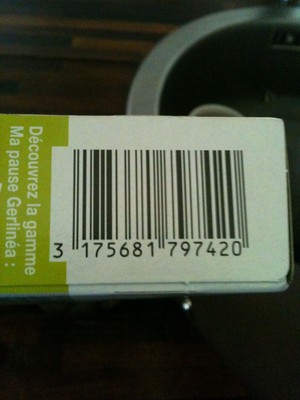 Découvrez la gamme
Ma pause Gerlinéa :
3 175681 797420